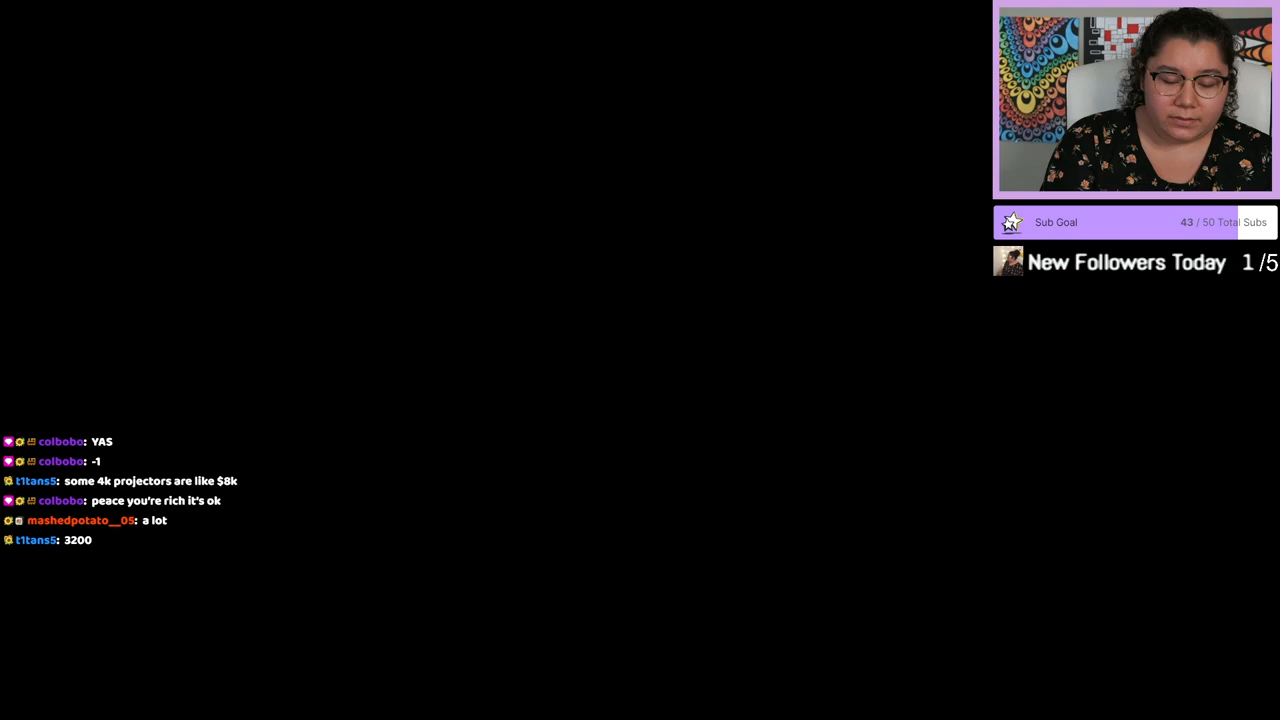 Sub Goal 43 / 50 Total Subs
New Followers Today 1 /5
colbobo: YAS
colbobo: -1
t1tans5: some 4k projectors are like $8k
colbobo: peace you're rich it's ok
mashedpotato__05: a lot
t1tans5: 3200